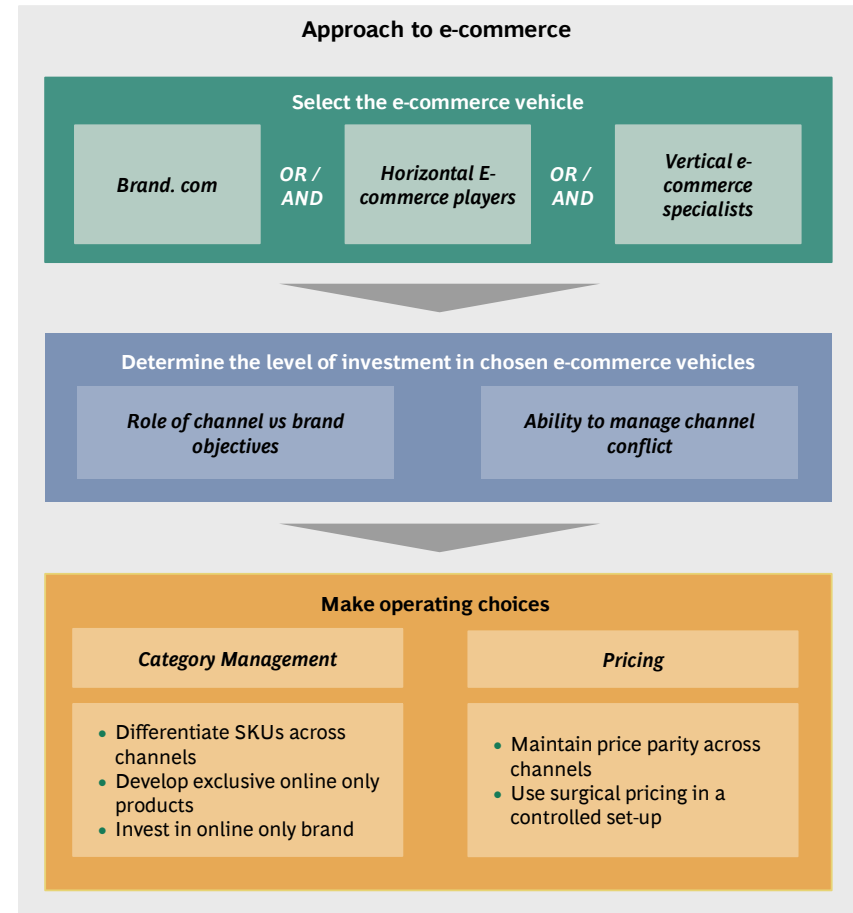 Approach to e-commerce
Select the e-commerce vehicle
Brand. com
OR /
AND
Horizontal E-
commerce players
OR /
AND
Vertical e-
commerce
specialists
Determine the level of investment in chosen e-commerce vehicles
Role of channel vs brand
objectives
Ability to manage channel
conflict
Make operating choices
Category Management
• Differentiate SKUs across
channels
• Develop exclusive online only
products
• Invest in online only brand
Pricing
• Maintain price parity across
channels
• Use surgical pricing in a
controlled set-up